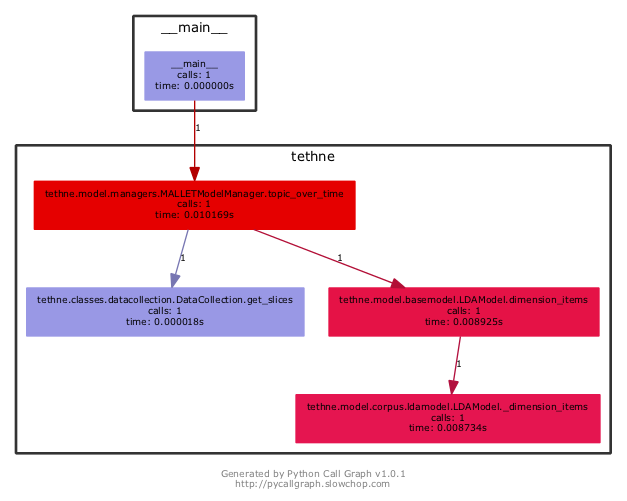 __main__
__main__
calls: 1
time: 0.000000s
1
tethne
tethne.model.managers.MALLETModelManager.topic_over_time
calls: 1
time: 0.010169s
1
1
tethne.classes.datacollection.DataCollection.get_slices
calls: 1
time: 0.000018s
tethne.model.basemodel.LDAModel.dimension_items
calls: 1
time: 0.008925s
1
tethne.model.corpus.ldamodel.LDAModel._dimension_items
calls: 1
time: 0.008734s
Generated by Python Call Graph v1.0.1
http://pycallgraph.slowchop.com